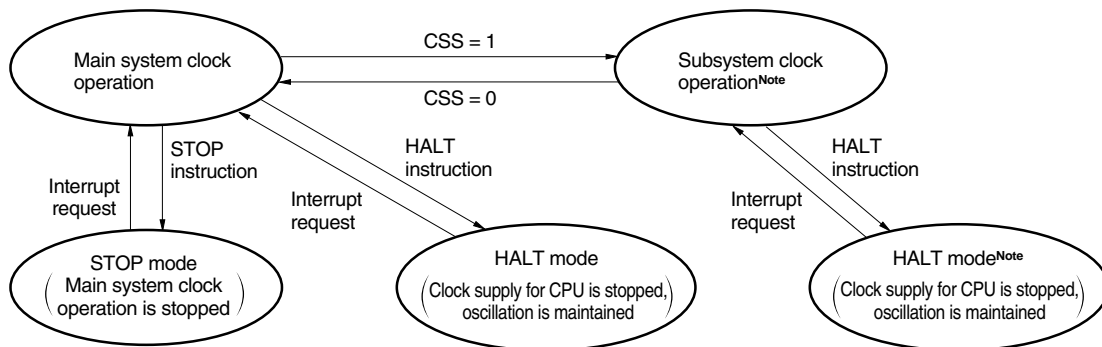 Main system clock
operation
CSS = 1
CSS = 0
Subsystem clock
operationNote
STOP
instruction
Interrupt
request
HALT
instruction
Interrupt
request
HALT
instruction
Interrupt
request
STOP mode
(Main system clock
operation is stopped)
HALT mode
(Clock supply for CPU is stopped,
oscillation is maintained)
HALT modeNote
(Clock supply for CPU is stopped,
oscillation is maintained)